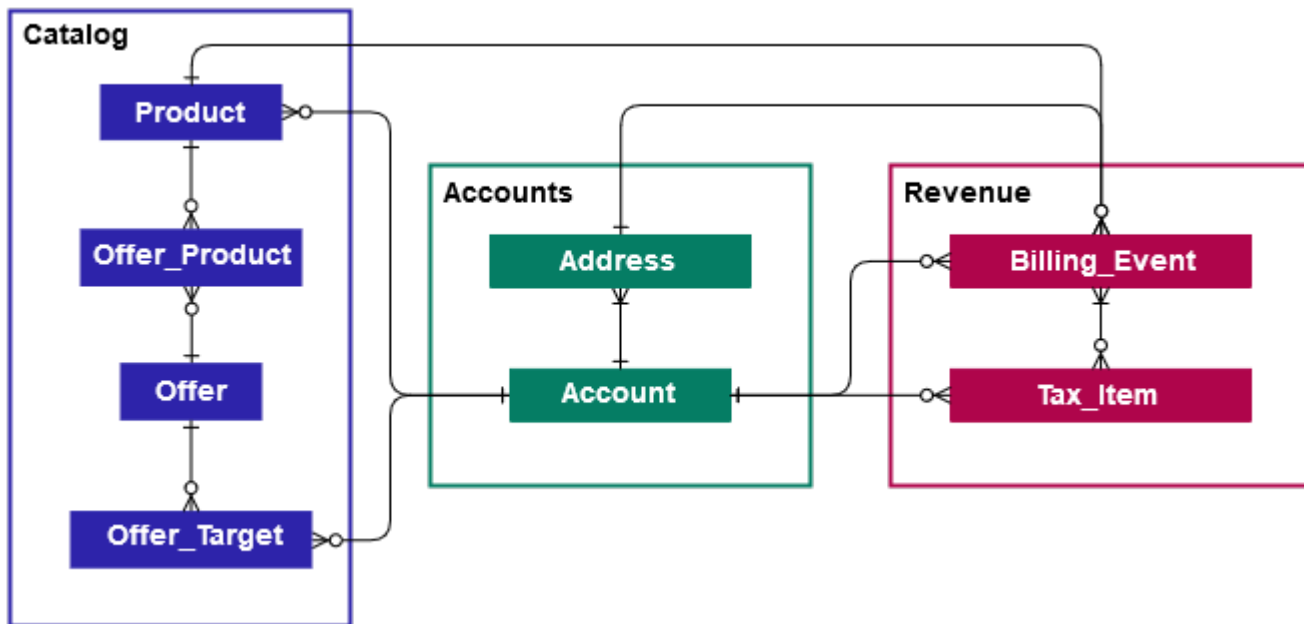 Catalog
Product
Offer_Product
Offer
Offer_Target
Accounts
Address
Account
Revenue
Billing_Event
Tax_Item